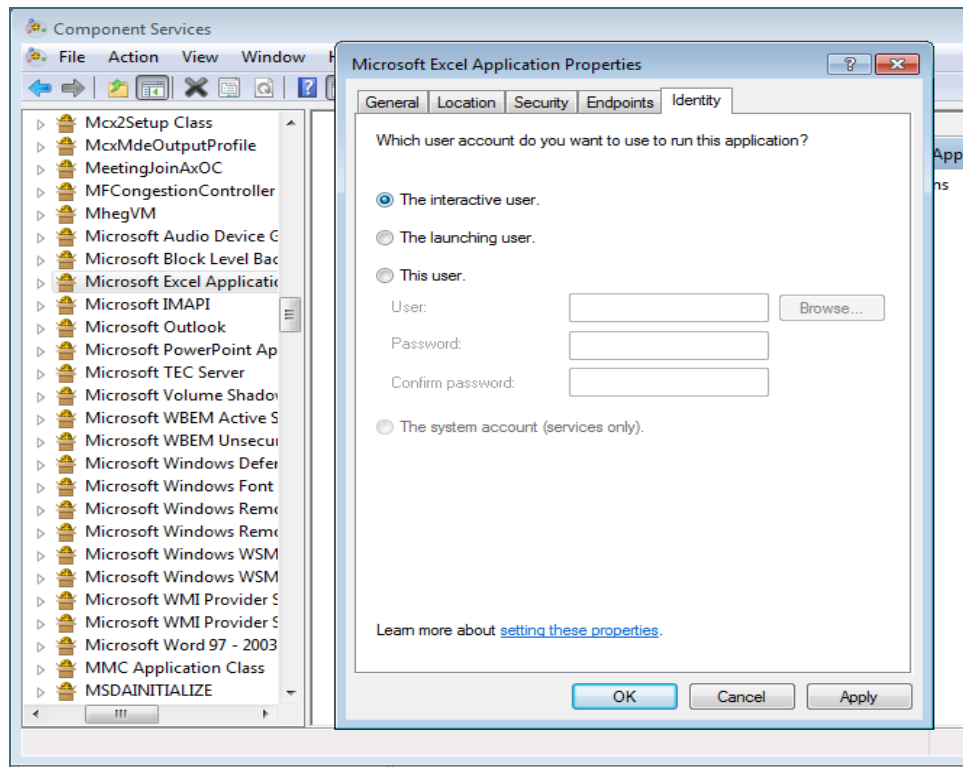 Component Services
File Action View Window H
Mcx2Setup Class
McxMdeOutputProfile
MeetingJoinAxOC
MFCongestionController
MhegVM
Microsoft Audio Device G
Microsoft Block Level Bac
Microsoft Excel Applicatio
Microsoft IMAPI
Microsoft Outlook
Microsoft PowerPoint Ap
Microsoft TEC Server
Microsoft Volume Shadow
Microsoft WBEM Active S
Microsoft WBEM Unsecur
Microsoft Windows Defer
Microsoft Windows Font
Microsoft Windows Remo
Microsoft Windows Remo
Microsoft Windows WSM
Microsoft Windows WSM
Microsoft WMI Provider S
Microsoft WMI Provider S
Microsoft Word 97 - 2003
MMC Application Class
MSDAINITIALIZE
Microsoft Excel Application Properties
General Location Security Endpoints Identity
Which user account do you want to use to run this application?
The interactive user.
The launching user.
This user.
User:
Browse...
Password:
Confirm password:
The system account (services only).
Learn more about setting these properties.
OK Cancel Apply
App
ns